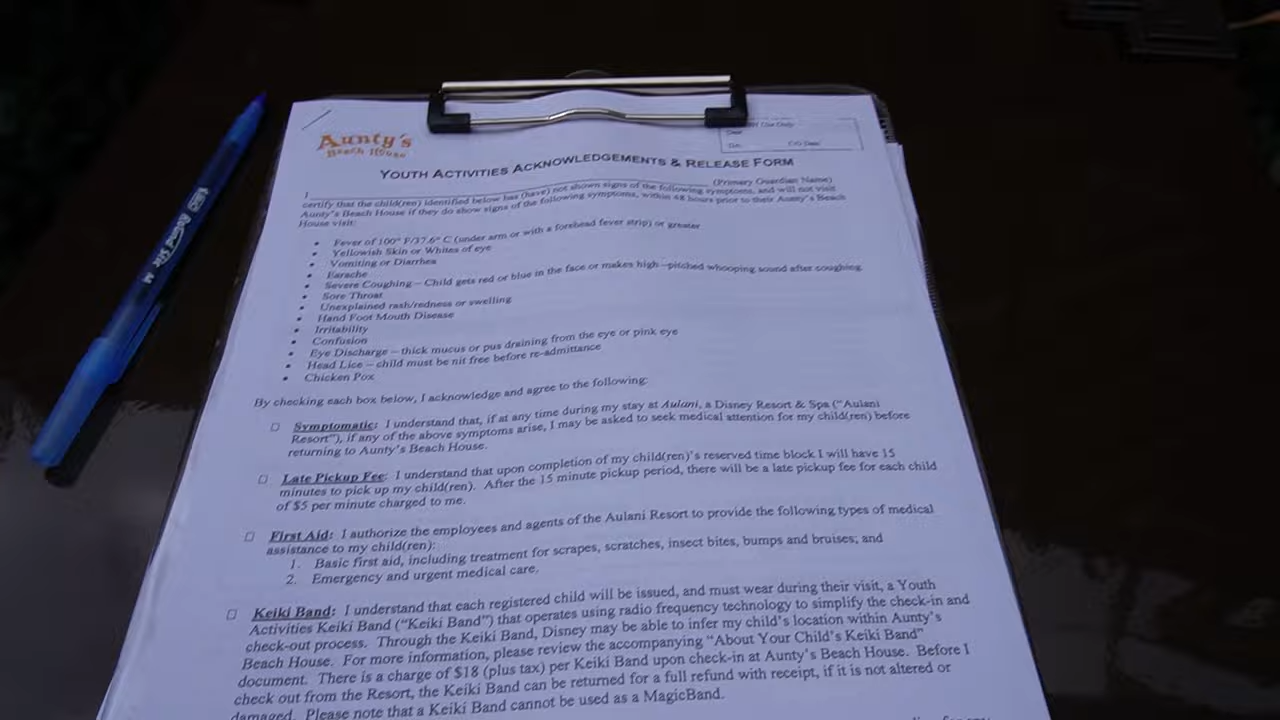 Aunty's
Beach House
Use Only
Date
YOUTH ACTIVITIES ACKNOWLEDGEMENTS & RELEASE FORM
I (Primary Guardian Name)
certify that the child(ren) identified below has (have) not shown signs of the following symptoms, and will not visit
Aunty's Beach House if they do show signs of the following symptoms, within 48 hours prior to their Aunty's Beach
House visit:
• Fever of 100° F/37.6° C (under arm or with a forehead fever strip) or greater
• Yellowish Skin or Whites of eye
• Vomiting or Diarrhea
• Earache
• Severe Coughing – Child gets red or blue in the face or makes high-pitched whooping sound after coughing.
• Sore Throat
• Unexplained rash/redness or swelling
• Hand Foot Mouth Disease
• Irritability
• Confusion
• Eye Discharge – thick mucus or pus draining from the eye or pink eye
• Head Lice – child must be nit free before re-admittance
• Chicken Pox
By checking each box below, I acknowledge and agree to the following:
□ Symptomatic: I understand that, if at any time during my stay at Aulani, a Disney Resort & Spa ("Aulani
Resort"), if any of the above symptoms arise, I may be asked to seek medical attention for my child(ren) before
returning to Aunty's Beach House.
□ Late Pickup Fee: I understand that upon completion of my child(ren)'s reserved time block I will have 15
minutes to pick up my child(ren). After the 15 minute pickup period, there will be a late pickup fee for each child
of $5 per minute charged to me.
□ First Aid: I authorize the employees and agents of the Aulani Resort to provide the following types of medical
assistance to my child(ren):
1. Basic first aid, including treatment for scrapes, scratches, insect bites, bumps and bruises; and
2. Emergency and urgent medical care.
□ Keiki Band: I understand that each registered child will be issued, and must wear during their visit, a Youth
Activities Keiki Band ("Keiki Band") that operates using radio frequency technology to simplify the check-in and
check-out process. Through the Keiki Band, Disney may be able to infer my child's location within Aunty's
Beach House. For more information, please review the accompanying "About Your Child's Keiki Band"
document. There is a charge of $18 (plus tax) per Keiki Band upon check-in at Aunty's Beach House. Before I
check out from the Resort, the Keiki Band can be returned for a full refund with receipt, if it is not altered or
damaged. Please note that a Keiki Band cannot be used as a MagicBand.
BIC
Round Stic
M